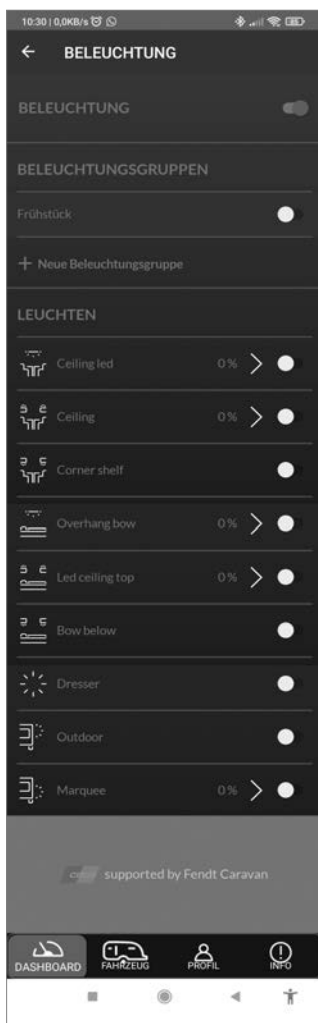 10:30 | 0,0KB/s
BELEUCHTUNG
BELEUCHTUNG
BELEUCHTUNGSGRUPPEN
Frühstück
+ Neue Beleuchtungsgruppe
LEUCHTEN
Ceiling led 0 %
Ceiling 0 %
Corner shelf
Overhang bow 0 %
Led ceiling top 0 %
Bow below
Dresser
Outdoor
Marquee 0 %
supported by Fendt Caravan
DASHBOARD FAHRZEUG PROFIL INFO